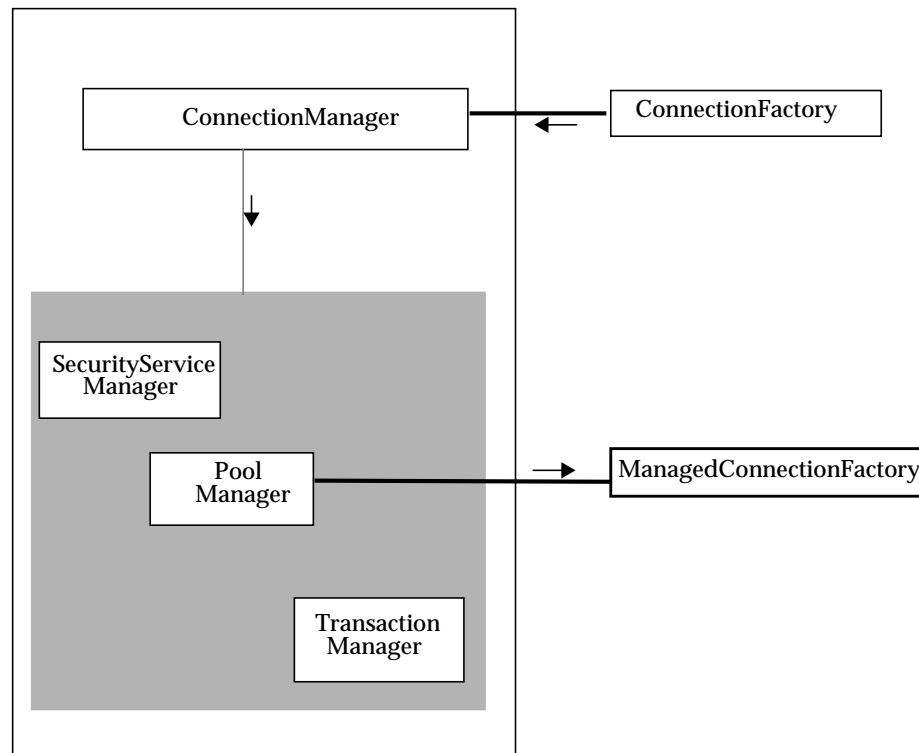 ConnectionManager
ConnectionFactory
SecurityService
Manager
Pool
Manager
ManagedConnectionFactory
Transaction
Manager